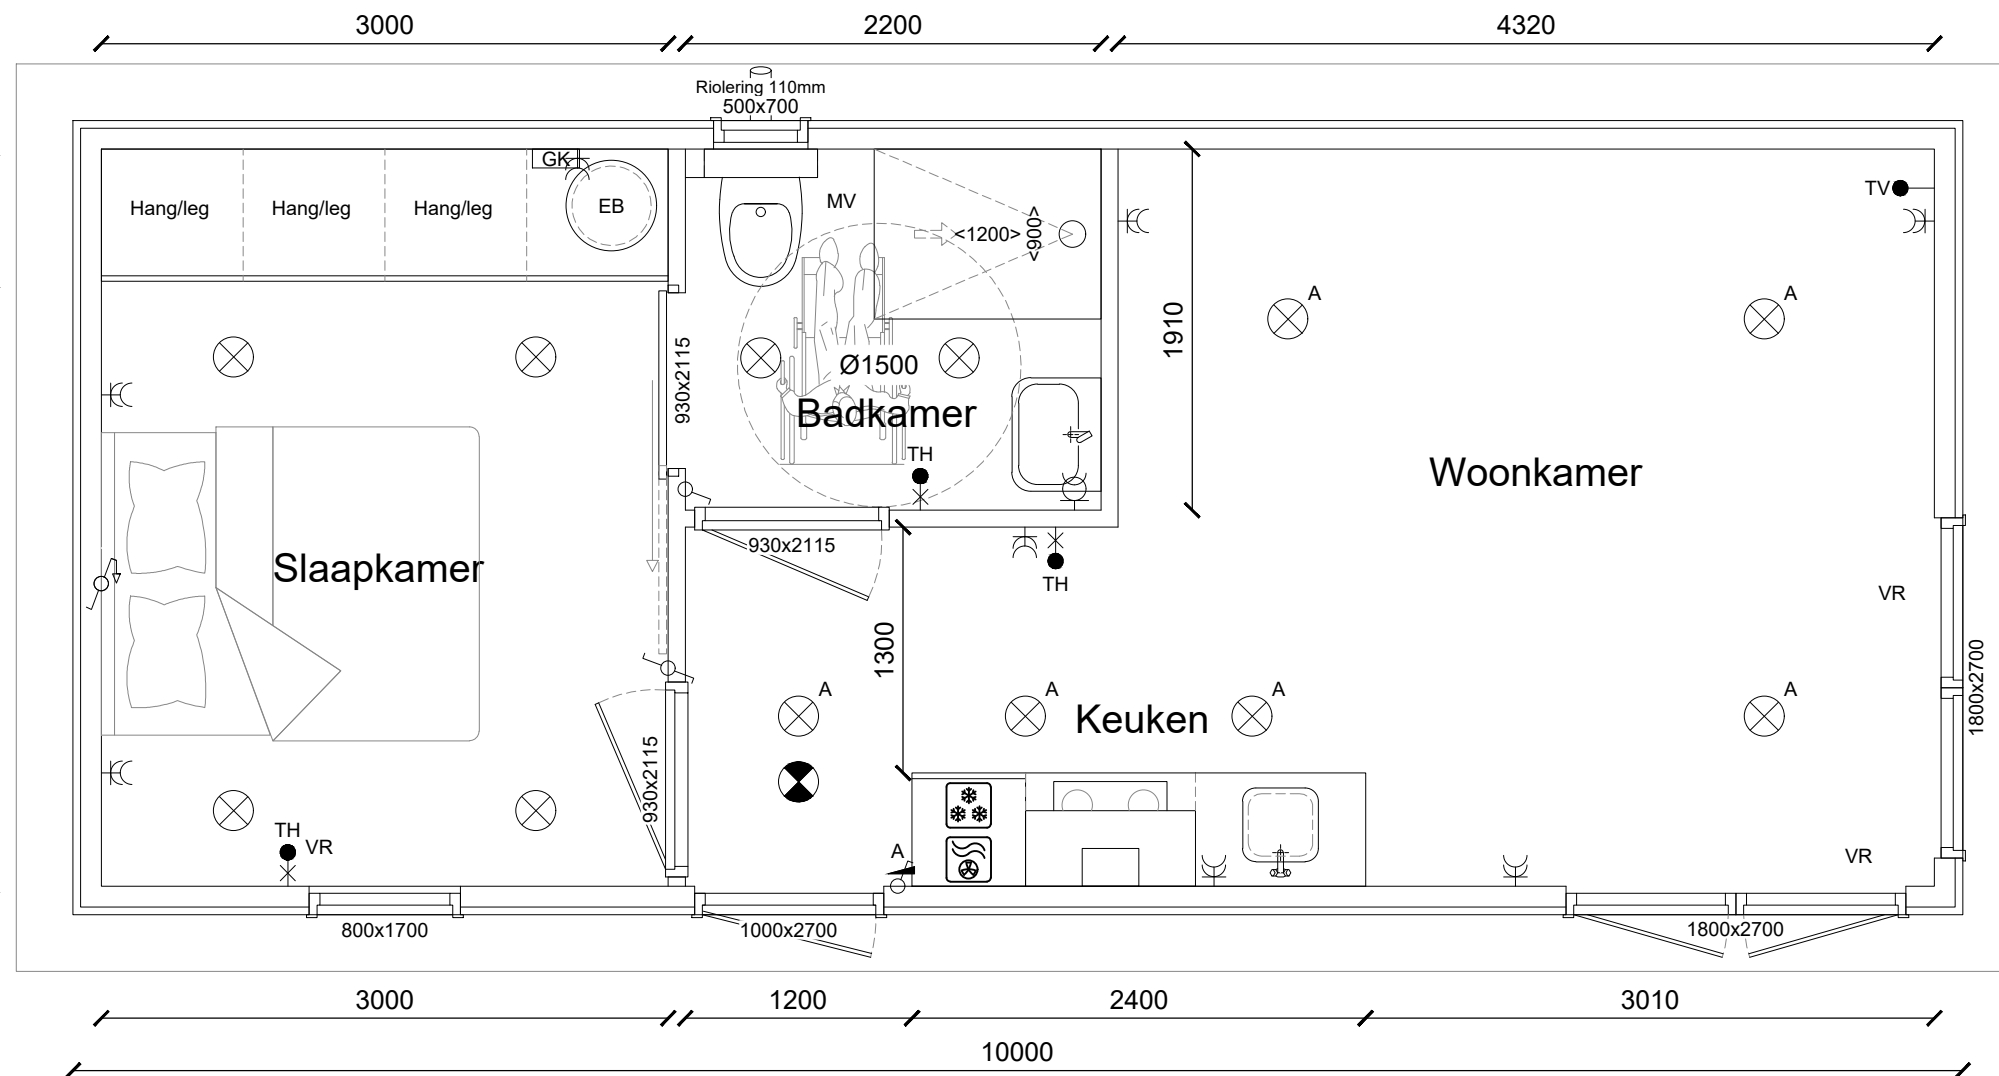 3000
2200
4320
Riolering 110mm
500x700
Hang/leg
Hang/leg
Hang/leg
GK
EB
MV
<1200>
<900>
TV
A
A
1910
930x2115
Ø1500
Badkamer
TH
Woonkamer
930x2115
TH
Slaapkamer
VR
1300
A
A
A
A
Keuken
1800x2700
930x2115
TH
VR
A
VR
800x1700
1000x2700
1800x2700
3000
1200
2400
3010
10000